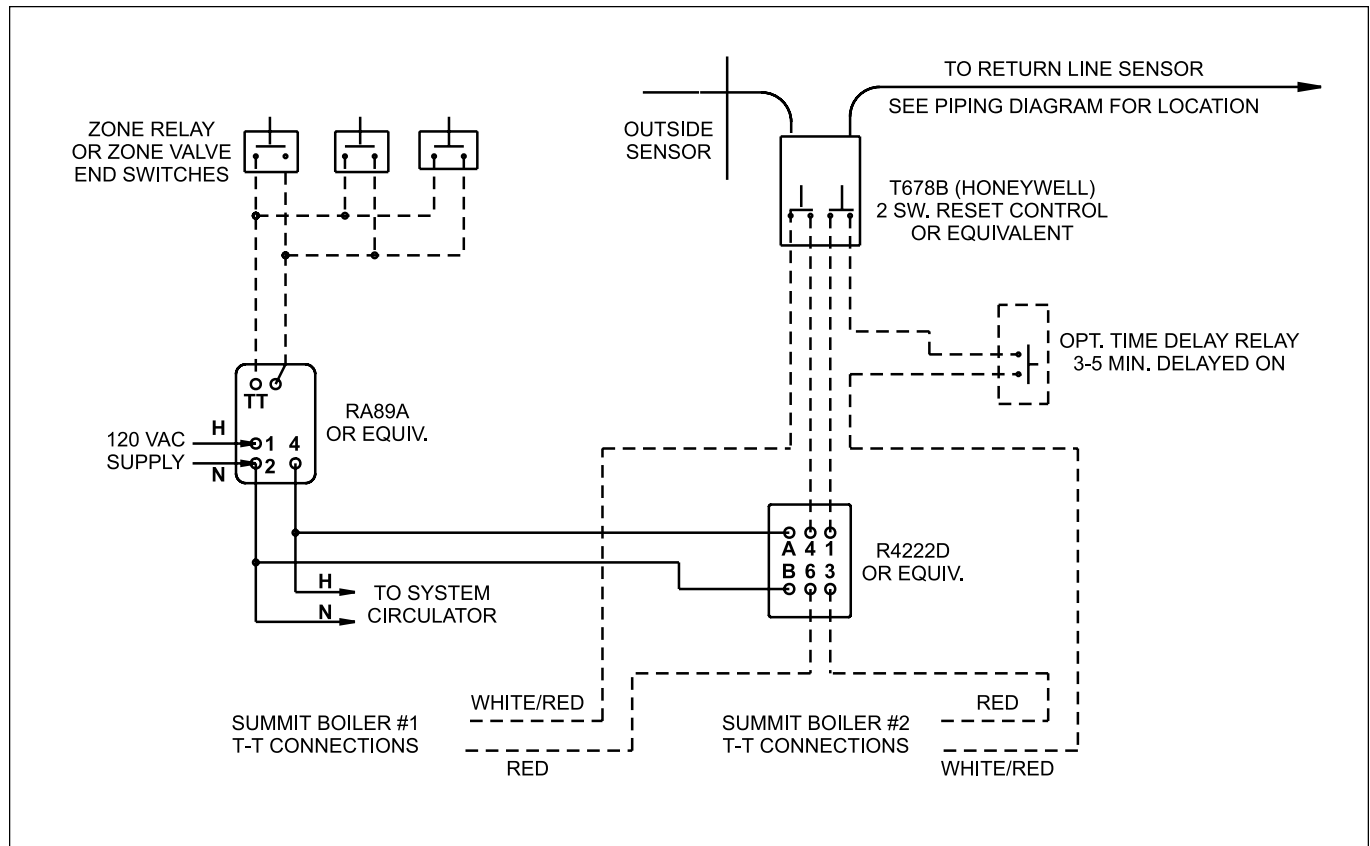 TO RETURN LINE SENSOR
SEE PIPING DIAGRAM FOR LOCATION
OUTSIDE
SENSOR
ZONE RELAY
OR ZONE VALVE
END SWITCHES
T678B (HONEYWELL)
2 SW. RESET CONTROL
OR EQUIVALENT
OPT. TIME DELAY RELAY
3-5 MIN. DELAYED ON
TT
RA89A
OR EQUIV.
120 VAC
SUPPLY
H
N
1 4
2
A 4 1
B 6 3
R4222D
OR EQUIV.
H
N
TO SYSTEM
CIRCULATOR
SUMMIT BOILER #1
T-T CONNECTIONS
WHITE/RED
RED
SUMMIT BOILER #2
T-T CONNECTIONS
RED
WHITE/RED